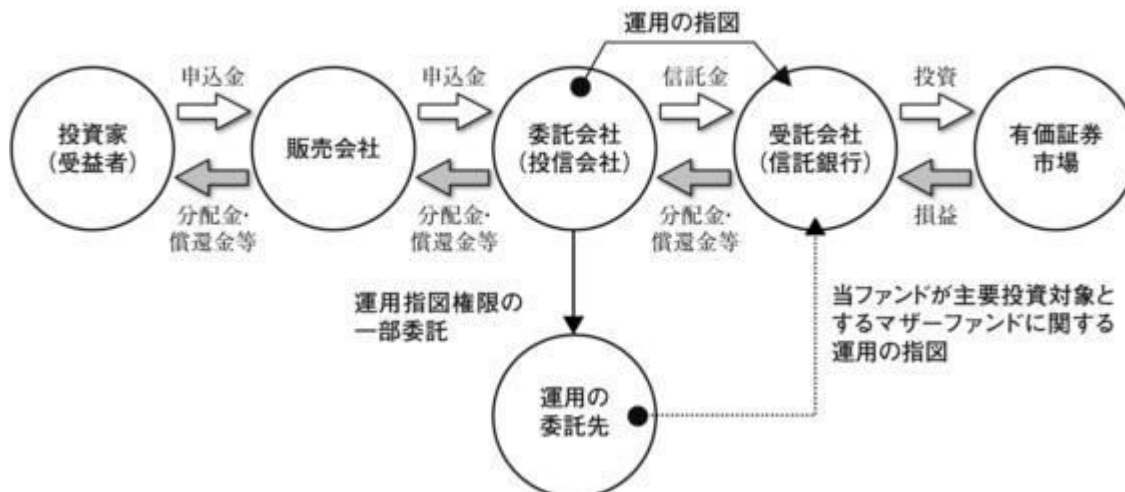 運用の指図
申込金
申込金
信託金
投資
投資家
(受益者)
販売会社
委託会社
(投信会社)
受託会社
(信託銀行)
有価証券
市場
分配金・
償還金等
分配金・
償還金等
分配金・
償還金等
損益
運用指図権限の
一部委託
当ファンドが主要投資対象と
するマザーファンドに関する
運用の指図
運用の
委託先